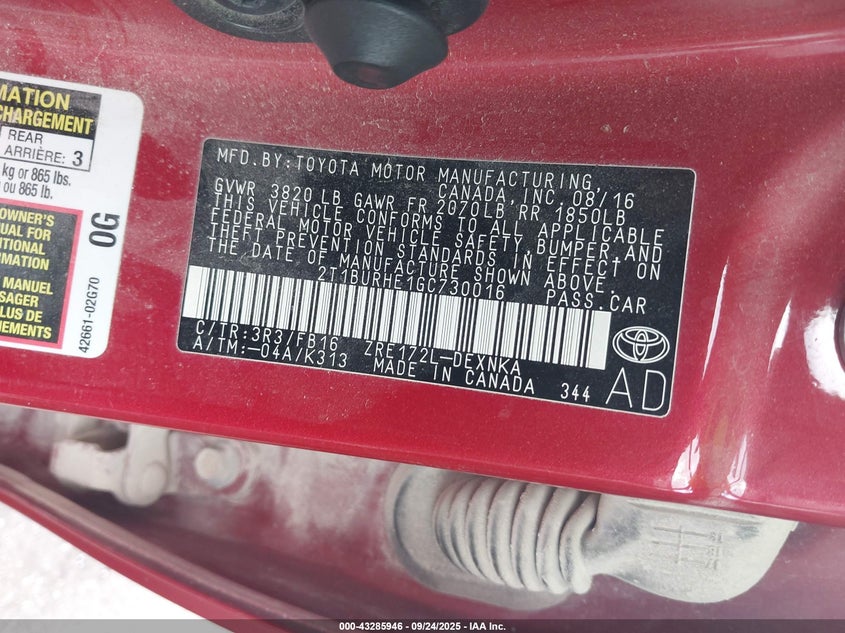 MATION
CHARGEMENT
REAR
ARRIÈRE: 3
kg or 865 lbs.
ou 865 lb.
OWNER'S
UAL FOR
ITIONAL
RMATION
MANUEL
SAGER
LUS DE
NEMENTS
0G
42661-02G70
MFD.BY:TOYOTA MOTOR MANUFACTURING,
CANADA, INC. 08/16
GVWR 3820 LB GAWR FR 2070LB RR 1850LB
THIS VEHICLE CONFORMS TO ALL APPLICABLE
FEDERAL MOTOR VEHICLE SAFETY, BUMPER, AND
THEFT PREVENTION STANDARDS IN EFFECT ON
THE DATE OF MANUFACTURE SHOWN ABOVE.
2T1BURHE1GC730016 PASS.CAR
C/TR:3R3/FB16 ZRE172L-DEXNKA
A/TM:-04A/K313 MADE IN CANADA 344
TOYOTA
AD
000-43285946 - 09/24/2025 - IAA Inc.